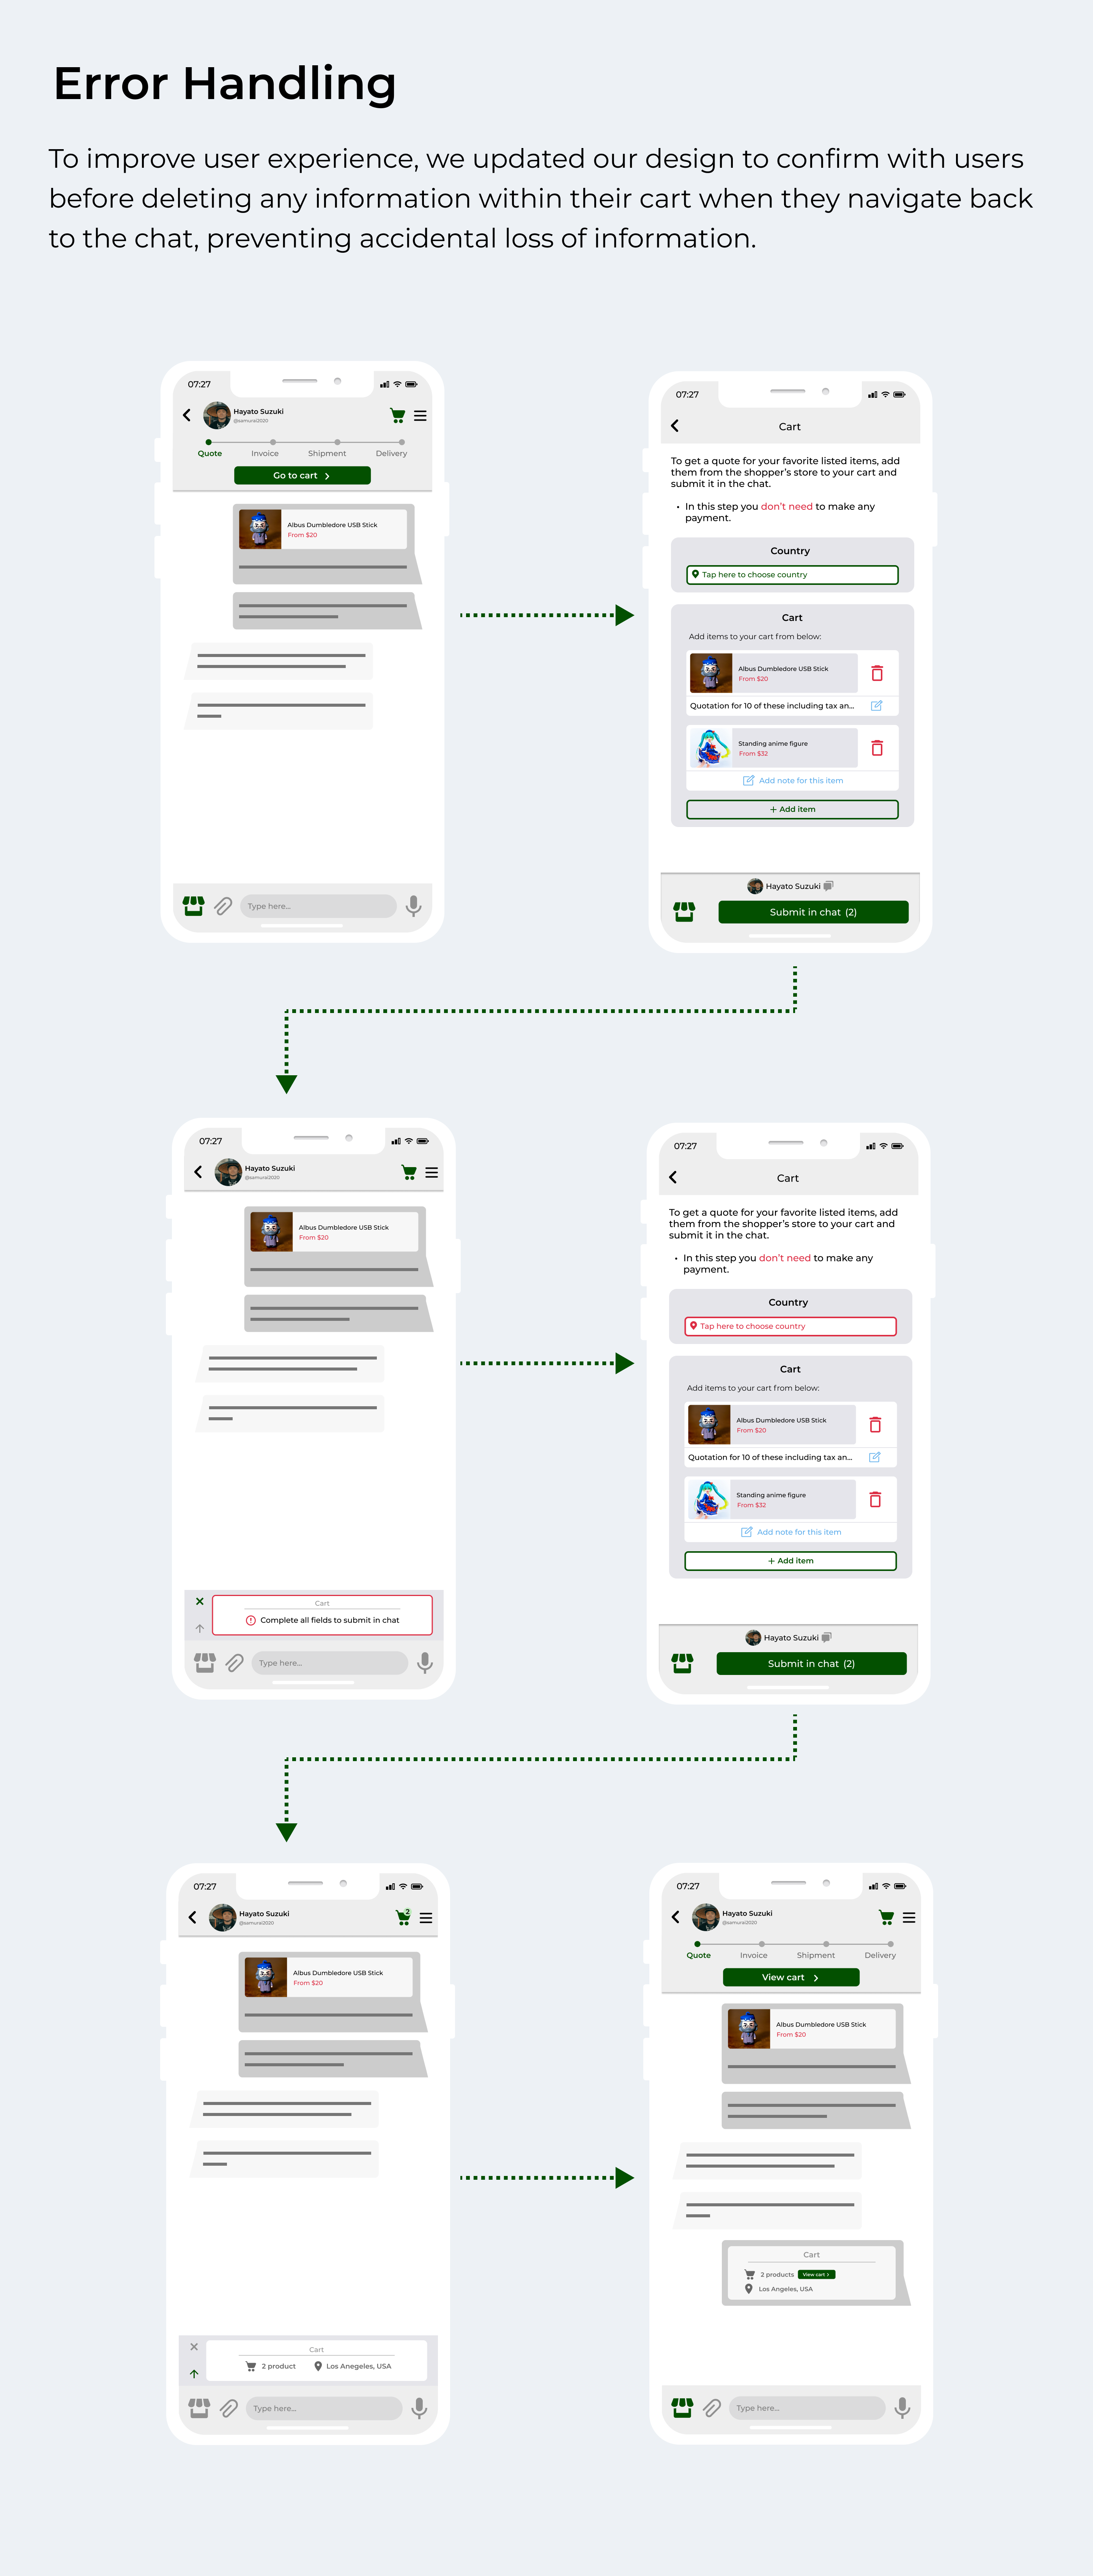 Error Handling
To improve user experience, we updated our design to confirm with users
before deleting any information within their cart when they navigate back
to the chat, preventing accidental loss of information.
07:27
Hayato Suzuki
@samurai2020
Quote Invoice Shipment Delivery
Go to cart
Albus Dumbledore USB Stick
From $20
Type here...
07:27
Cart
To get a quote for your favorite listed items, add
them from the shopper's store to your cart and
submit it in the chat.
• In this step you don't need to make any
payment.
Country
Tap here to choose country
Cart
Add items to your cart from below:
Albus Dumbledore USB Stick
From $20
Quotation for 10 of these including tax an...
Standing anime figure
From $32
Add note for this item
+ Add item
Hayato Suzuki
Submit in chat (2)
07:27
Hayato Suzuki
@samurai2020
Albus Dumbledore USB Stick
From $20
Cart
Complete all fields to submit in chat
Type here...
07:27
Cart
To get a quote for your favorite listed items, add
them from the shopper's store to your cart and
submit it in the chat.
• In this step you don't need to make any
payment.
Country
Tap here to choose country
Cart
Add items to your cart from below:
Albus Dumbledore USB Stick
From $20
Quotation for 10 of these including tax an...
Standing anime figure
From $32
Add note for this item
+ Add item
Hayato Suzuki
Submit in chat (2)
07:27
Hayato Suzuki
@samurai2020
2
Albus Dumbledore USB Stick
From $20
Cart
2 product Los Anegeles, USA
Type here...
07:27
Hayato Suzuki
@samurai2020
Quote Invoice Shipment Delivery
View cart
Albus Dumbledore USB Stick
From $20
Cart
2 products View cart
Los Angeles, USA
Type here...